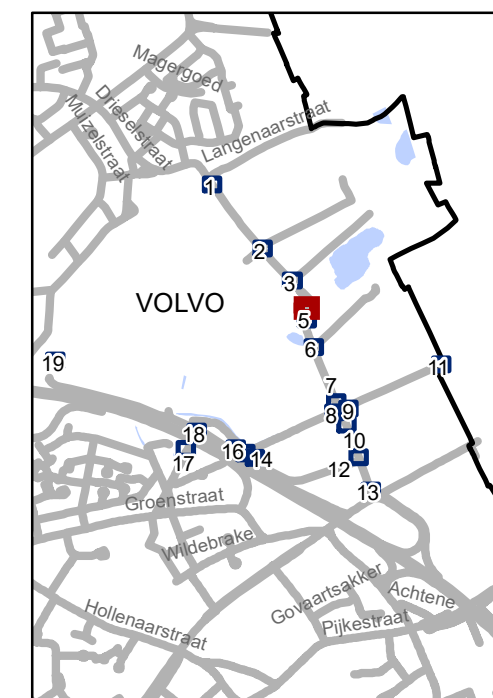 Magergoed
Drieselstraat
Muizelstraat
Langenaarstraat
1
2
3
VOLVO
5
6
19
11
7
8
9
18
16
10
17
14
12
13
Groenstraat
Wildebrake
Govaartsakker
Achtene
Hollenaarstraat
Pijkestraat